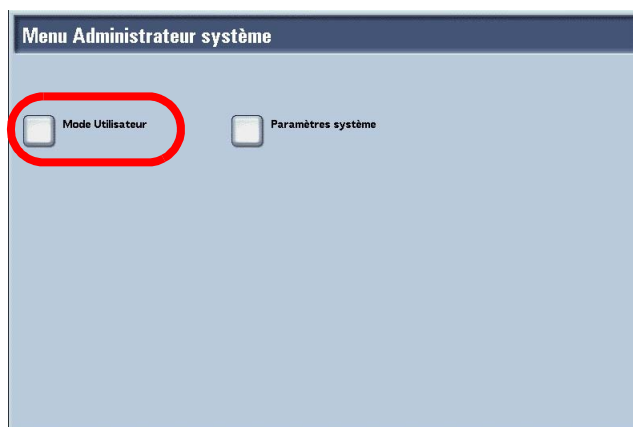 Menu Administrateur système
Mode Utilisateur
Paramètres système